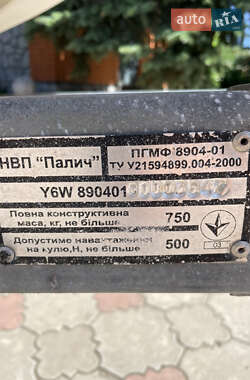 auto RIA
НВП "Палич"
ПГМФ 8904-01
ТУ У21594899.004-2000
Y6W 890401
Повна конструктивна
маса, кг, не більше
750
Допустиме навантаження
на кулю, Н, не більше
500